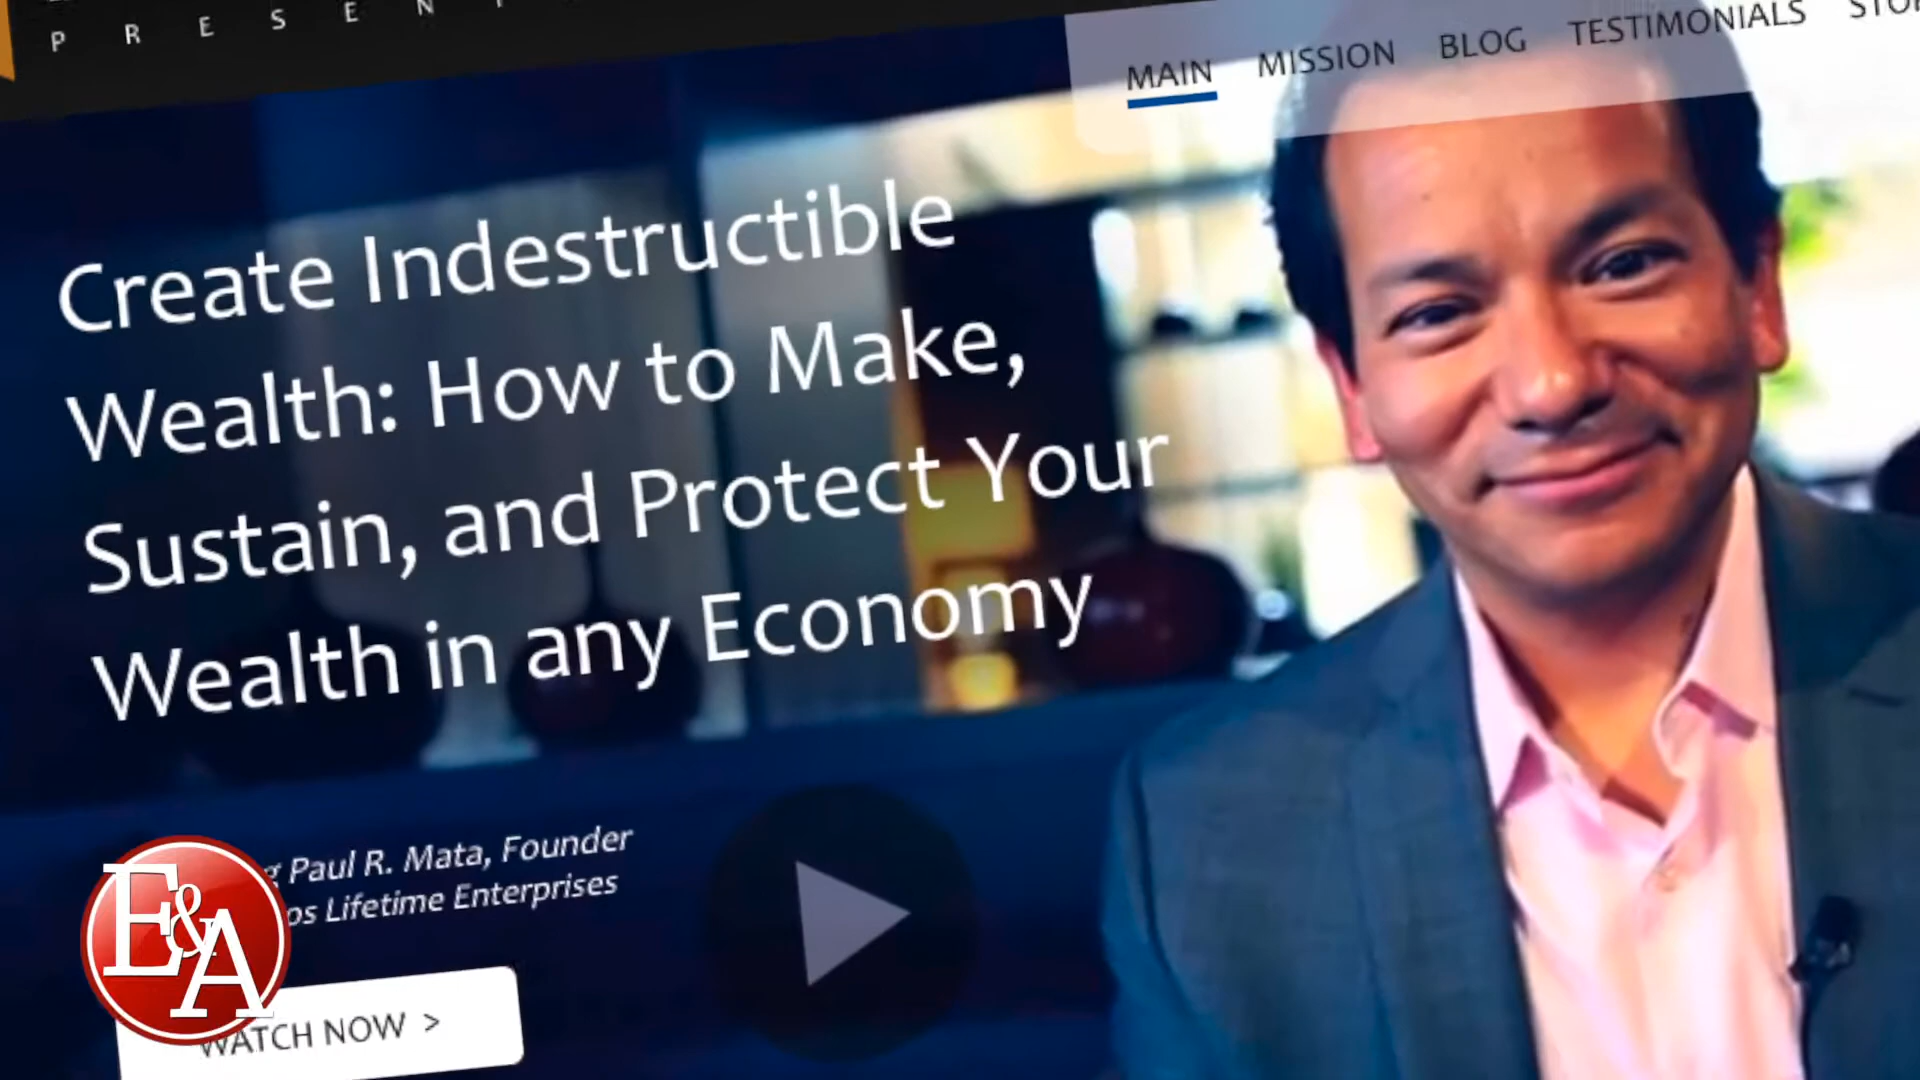 P R E S E N
MAIN MISSION BLOG TESTIMONIALS
Create Indestructible
Wealth: How to Make,
Sustain, and Protect Your
Wealth in any Economy
Paul R. Mata, Founder
Lifetime Enterprises
E&A
WATCH NOW >